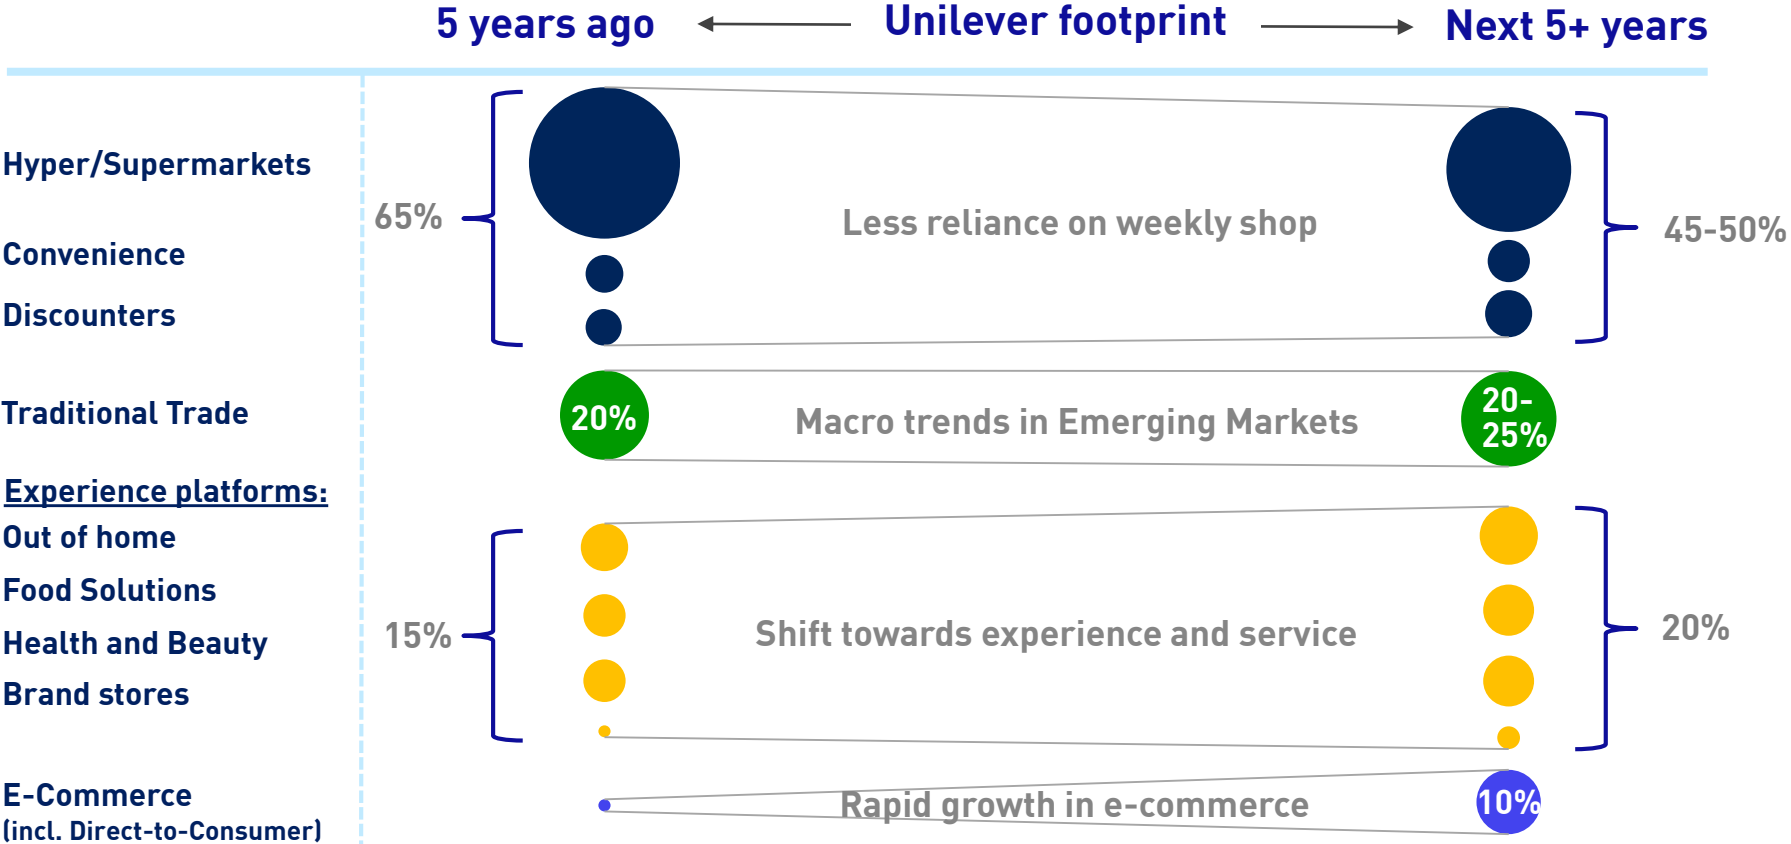 5 years ago
Unilever footprint
Next 5+ years
Hyper/Supermarkets
65%
Less reliance on weekly shop
45-50%
Convenience
Discounters
Traditional Trade
20%
Macro trends in Emerging Markets
20-
25%
Experience platforms:
Out of home
Food Solutions
Health and Beauty
15%
Shift towards experience and service
20%
Brand stores
E-Commerce
(incl. Direct-to-Consumer)
Rapid growth in e-commerce
10%